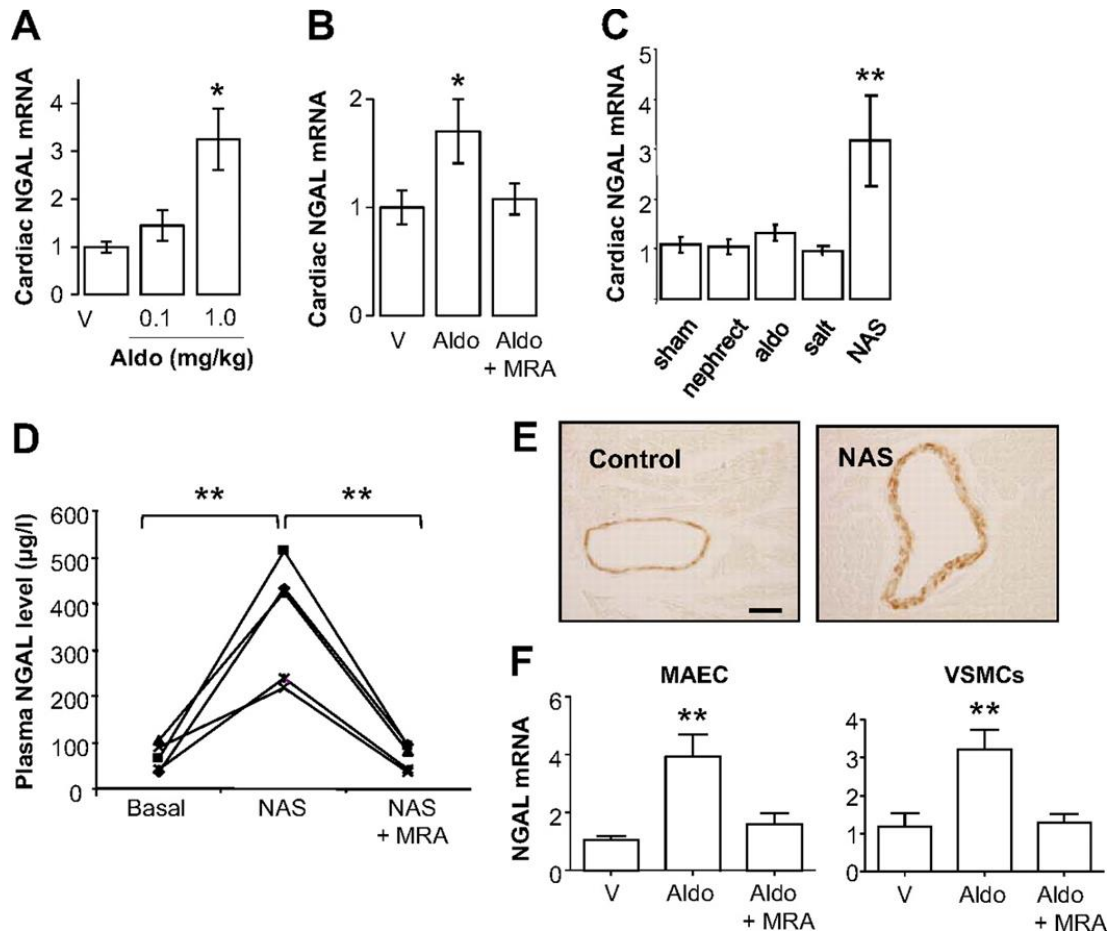 A
Cardiac NGAL mRNA
4
3
2
1
0
*
V
0.1
1.0
Aldo (mg/kg)
B
Cardiac NGAL mRNA
2
1
0
*
V
Aldo
Aldo
+ MRA
C
Cardiac NGAL mRNA
5
4
3
2
1
**
sham
nephrect
aldo
salt
NAS
D
Plasma NGAL level (µg/l)
600
500
400
300
200
100
0
**
**
Basal
NAS
NAS
+ MRA
E
Control
NAS
F
MAEC
NGAL mRNA
6
4
2
0
**
V
Aldo
Aldo
+ MRA
VSMCs
4
3
2
1
0
**
V
Aldo
Aldo
+ MRA